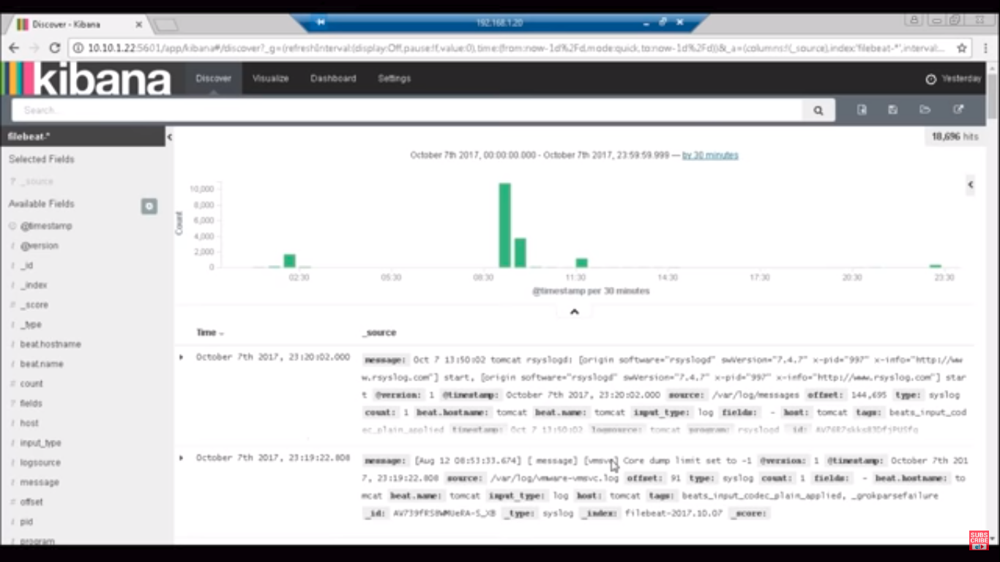 Discover - Kibana
192.168.1.20
10.10.1.22:5601/app/kibana#/discover?_g=(refreshInterval:(display:Off,pause:!f,value:0),time:(from:now-1d%2Fd,mode:quick,to:now-1d%2Fd))&_a=(columns:!(_source),index:'filebeat-*',interval:...
kibana
Discover Visualize Dashboard Settings Yesterday
Search...
filebeat-*
18,696 hits
Selected Fields
? _source
Available Fields
@timestamp
t @version
t _id
t _index
# _score
t _type
t beat.hostname
t beat.name
# count
? fields
t host
t input_type
t logsource
t message
# offset
t pid
t program
October 7th 2017, 00:00:00.000 - October 7th 2017, 23:59:59.999 — by 30 minutes
Count
10,000
8,000
6,000
4,000
2,000
0
02:30 05:30 08:30 11:30 14:30 17:30 20:30 23:30
@timestamp per 30 minutes
Time _source
October 7th 2017, 23:20:02.000
message: Oct 7 13:50:02 tomcat rsyslogd: [origin software="rsyslogd" swVersion="7.4.7" x-pid="997" x-info="http://ww
w.rsyslog.com"] start, [origin software="rsyslogd" swVersion="7.4.7" x-pid="997" x-info="http://www.rsyslog.com"] star
t @version: 1 @timestamp: October 7th 2017, 23:20:02.000 source: /var/log/messages offset: 144,695 type: syslog
count: 1 beat.hostname: tomcat beat.name: tomcat input_type: log fields: - host: tomcat tags: beats_input_cod
ec_plain_applied timestamp: Oct 7 13:50:02 logsource: tomcat program: rsyslogd _id:
October 7th 2017, 23:19:22.808
message: [Aug 12 08:53:33.674] [ message] [vmsvc] Core dump limit set to -1 @version: 1 @timestamp: October 7th 201
7, 23:19:22.808 source: /var/log/vmware-vmsvc.log offset: 91 type: syslog count: 1 fields: - beat.hostname: to
mcat beat.name: tomcat input_type: log host: tomcat tags: beats_input_codec_plain_applied, _grokparsefailure
_id: _type: syslog _index: filebeat-2017.10.07 _score:
SUBS
CRIBE